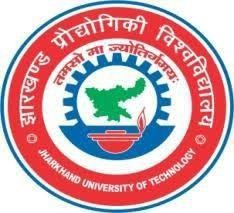 झारखण्ड प्रौद्योगिकी विश्वविद्यालय
तमसो मा ज्योतिर्गमयः
JHARKHAND UNIVERSITY OF TECHNOLOGY